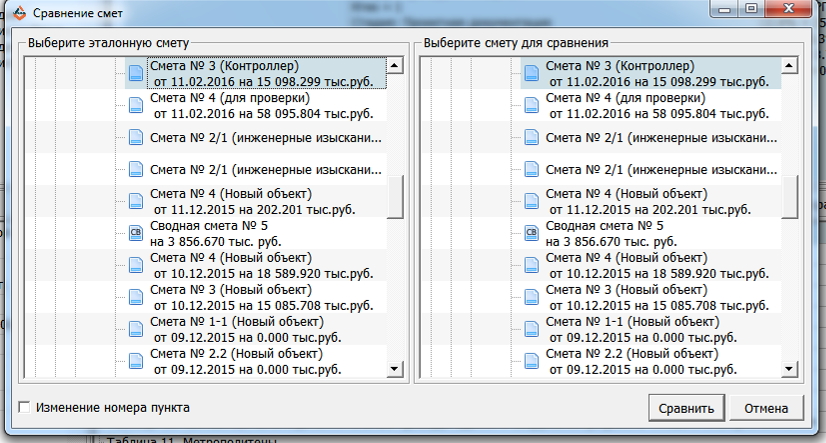 Сравнение смет
Стадия: Проектная документация
Выберите эталонную смету
Смета № 3 (Контроллер)
от 11.02.2016 на 15 098.299 тыс.руб.
Смета № 4 (для проверки)
от 11.02.2016 на 58 095.804 тыс.руб.
Смета № 2/1 (инженерные изыскани...
Смета № 2/1 (инженерные изыскани...
Смета № 4 (Новый объект)
от 11.12.2015 на 202.201 тыс.руб.
СВ
Сводная смета № 5
на 3 856.670 тыс. руб.
Смета № 4 (Новый объект)
от 10.12.2015 на 18 589.920 тыс.руб.
Смета № 3 (Новый объект)
от 10.12.2015 на 15 085.708 тыс.руб.
Смета № 1-1 (Новый объект)
от 09.12.2015 на 0.000 тыс.руб.
Смета № 2.2 (Новый объект)
от 09.12.2015 на 0.000 тыс.руб.
Выберите смету для сравнения
Смета № 3 (Контроллер)
от 11.02.2016 на 15 098.299 тыс.руб.
Смета № 4 (для проверки)
от 11.02.2016 на 58 095.804 тыс.руб.
Смета № 2/1 (инженерные изыскани...
Смета № 2/1 (инженерные изыскани...
Смета № 4 (Новый объект)
от 11.12.2015 на 202.201 тыс.руб.
СВ
Сводная смета № 5
на 3 856.670 тыс. руб.
Смета № 4 (Новый объект)
от 10.12.2015 на 18 589.920 тыс.руб.
Смета № 3 (Новый объект)
от 10.12.2015 на 15 085.708 тыс.руб.
Смета № 1-1 (Новый объект)
от 09.12.2015 на 0.000 тыс.руб.
Смета № 2.2 (Новый объект)
от 09.12.2015 на 0.000 тыс.руб.
Изменение номера пункта
Сравнить
Отмена
Таблица 11. Метрополитены